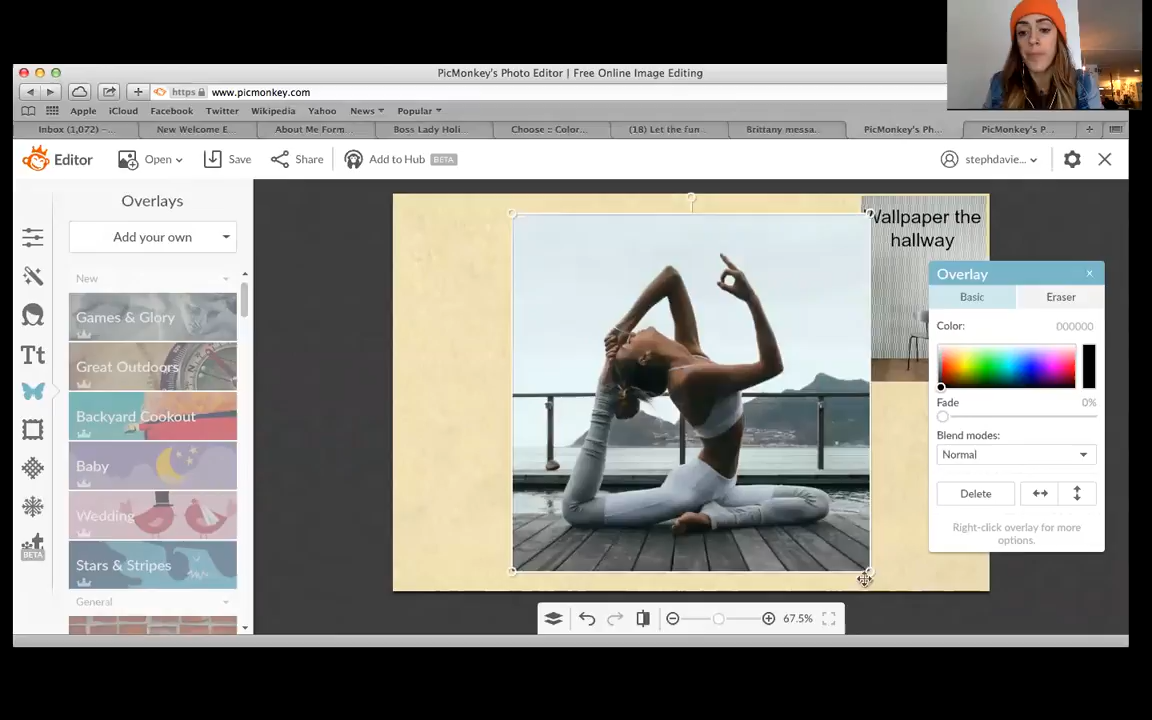 PicMonkey's Photo Editor | Free Online Image Editing
https www.picmonkey.com
Apple iCloud Facebook Twitter Wikipedia Yahoo News Popular
Inbox (1,072) –... New Welcome E... About Me Form... Boss Lady Holi... Choose :: Color... (18) Let the fun... Brittany messa... PicMonkey's Ph... PicMonkey's P...
Editor Open Save Share Add to Hub BETA stephdavie...
Overlays
Add your own
New
Games & Glory
Great Outdoors
Backyard Cookout
Baby
Wedding
Stars & Stripes
General
Tt
BETA
Wallpaper the
hallway
Overlay
Basic Eraser
Color: 000000
Fade 0%
Blend modes:
Normal
Delete
Right-click overlay for more
options.
67.5%